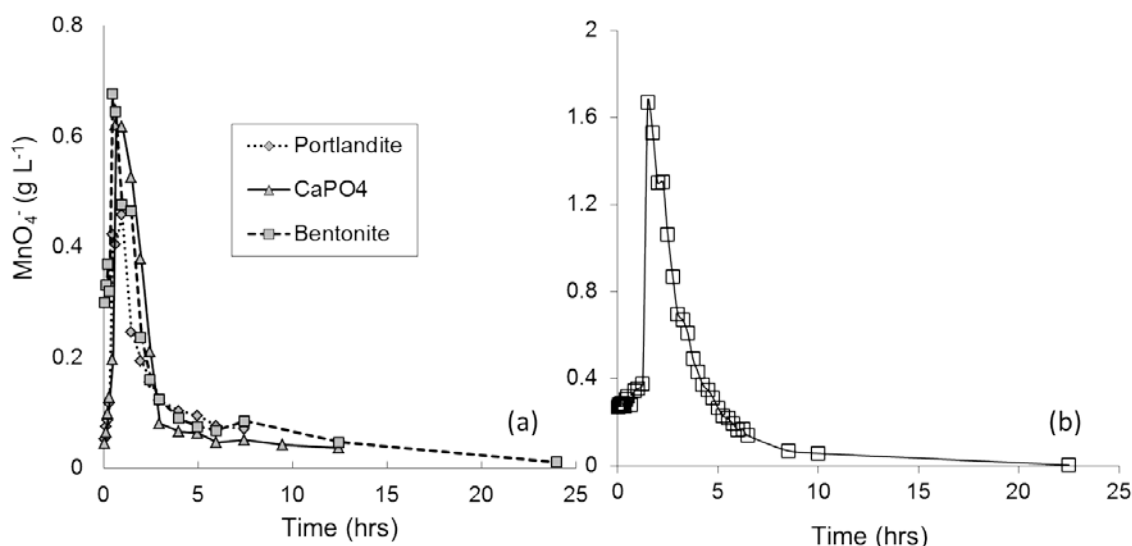 0.8
0.6
0.4
0.2
0
MnO₄⁻ (g L⁻¹)
Portlandite
CaPO4
Bentonite
(a)
0 5 10 15 20 25
Time (hrs)
2
1.6
1.2
0.8
0.4
0
(b)
0 5 10 15 20 25
Time (hrs)